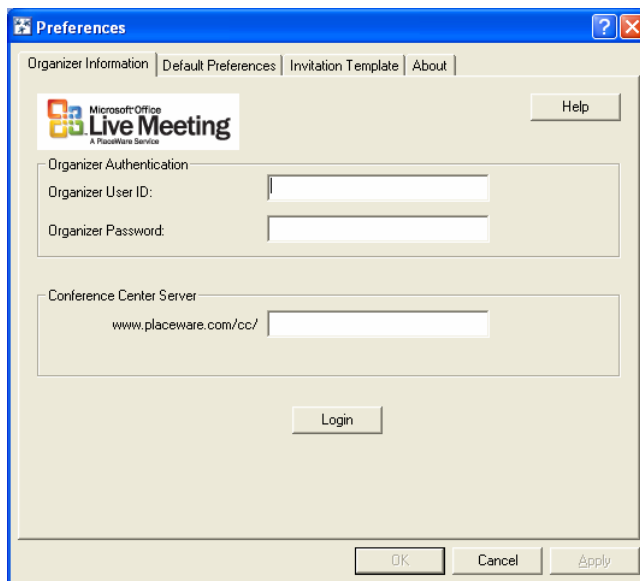 Preferences
Organizer Information Default Preferences Invitation Template About
Microsoft Office
Live Meeting
A PlaceWare Service
Help
Organizer Authentication
Organizer User ID:
Organizer Password:
Conference Center Server
www.placeware.com/cc/
Login
OK Cancel Apply